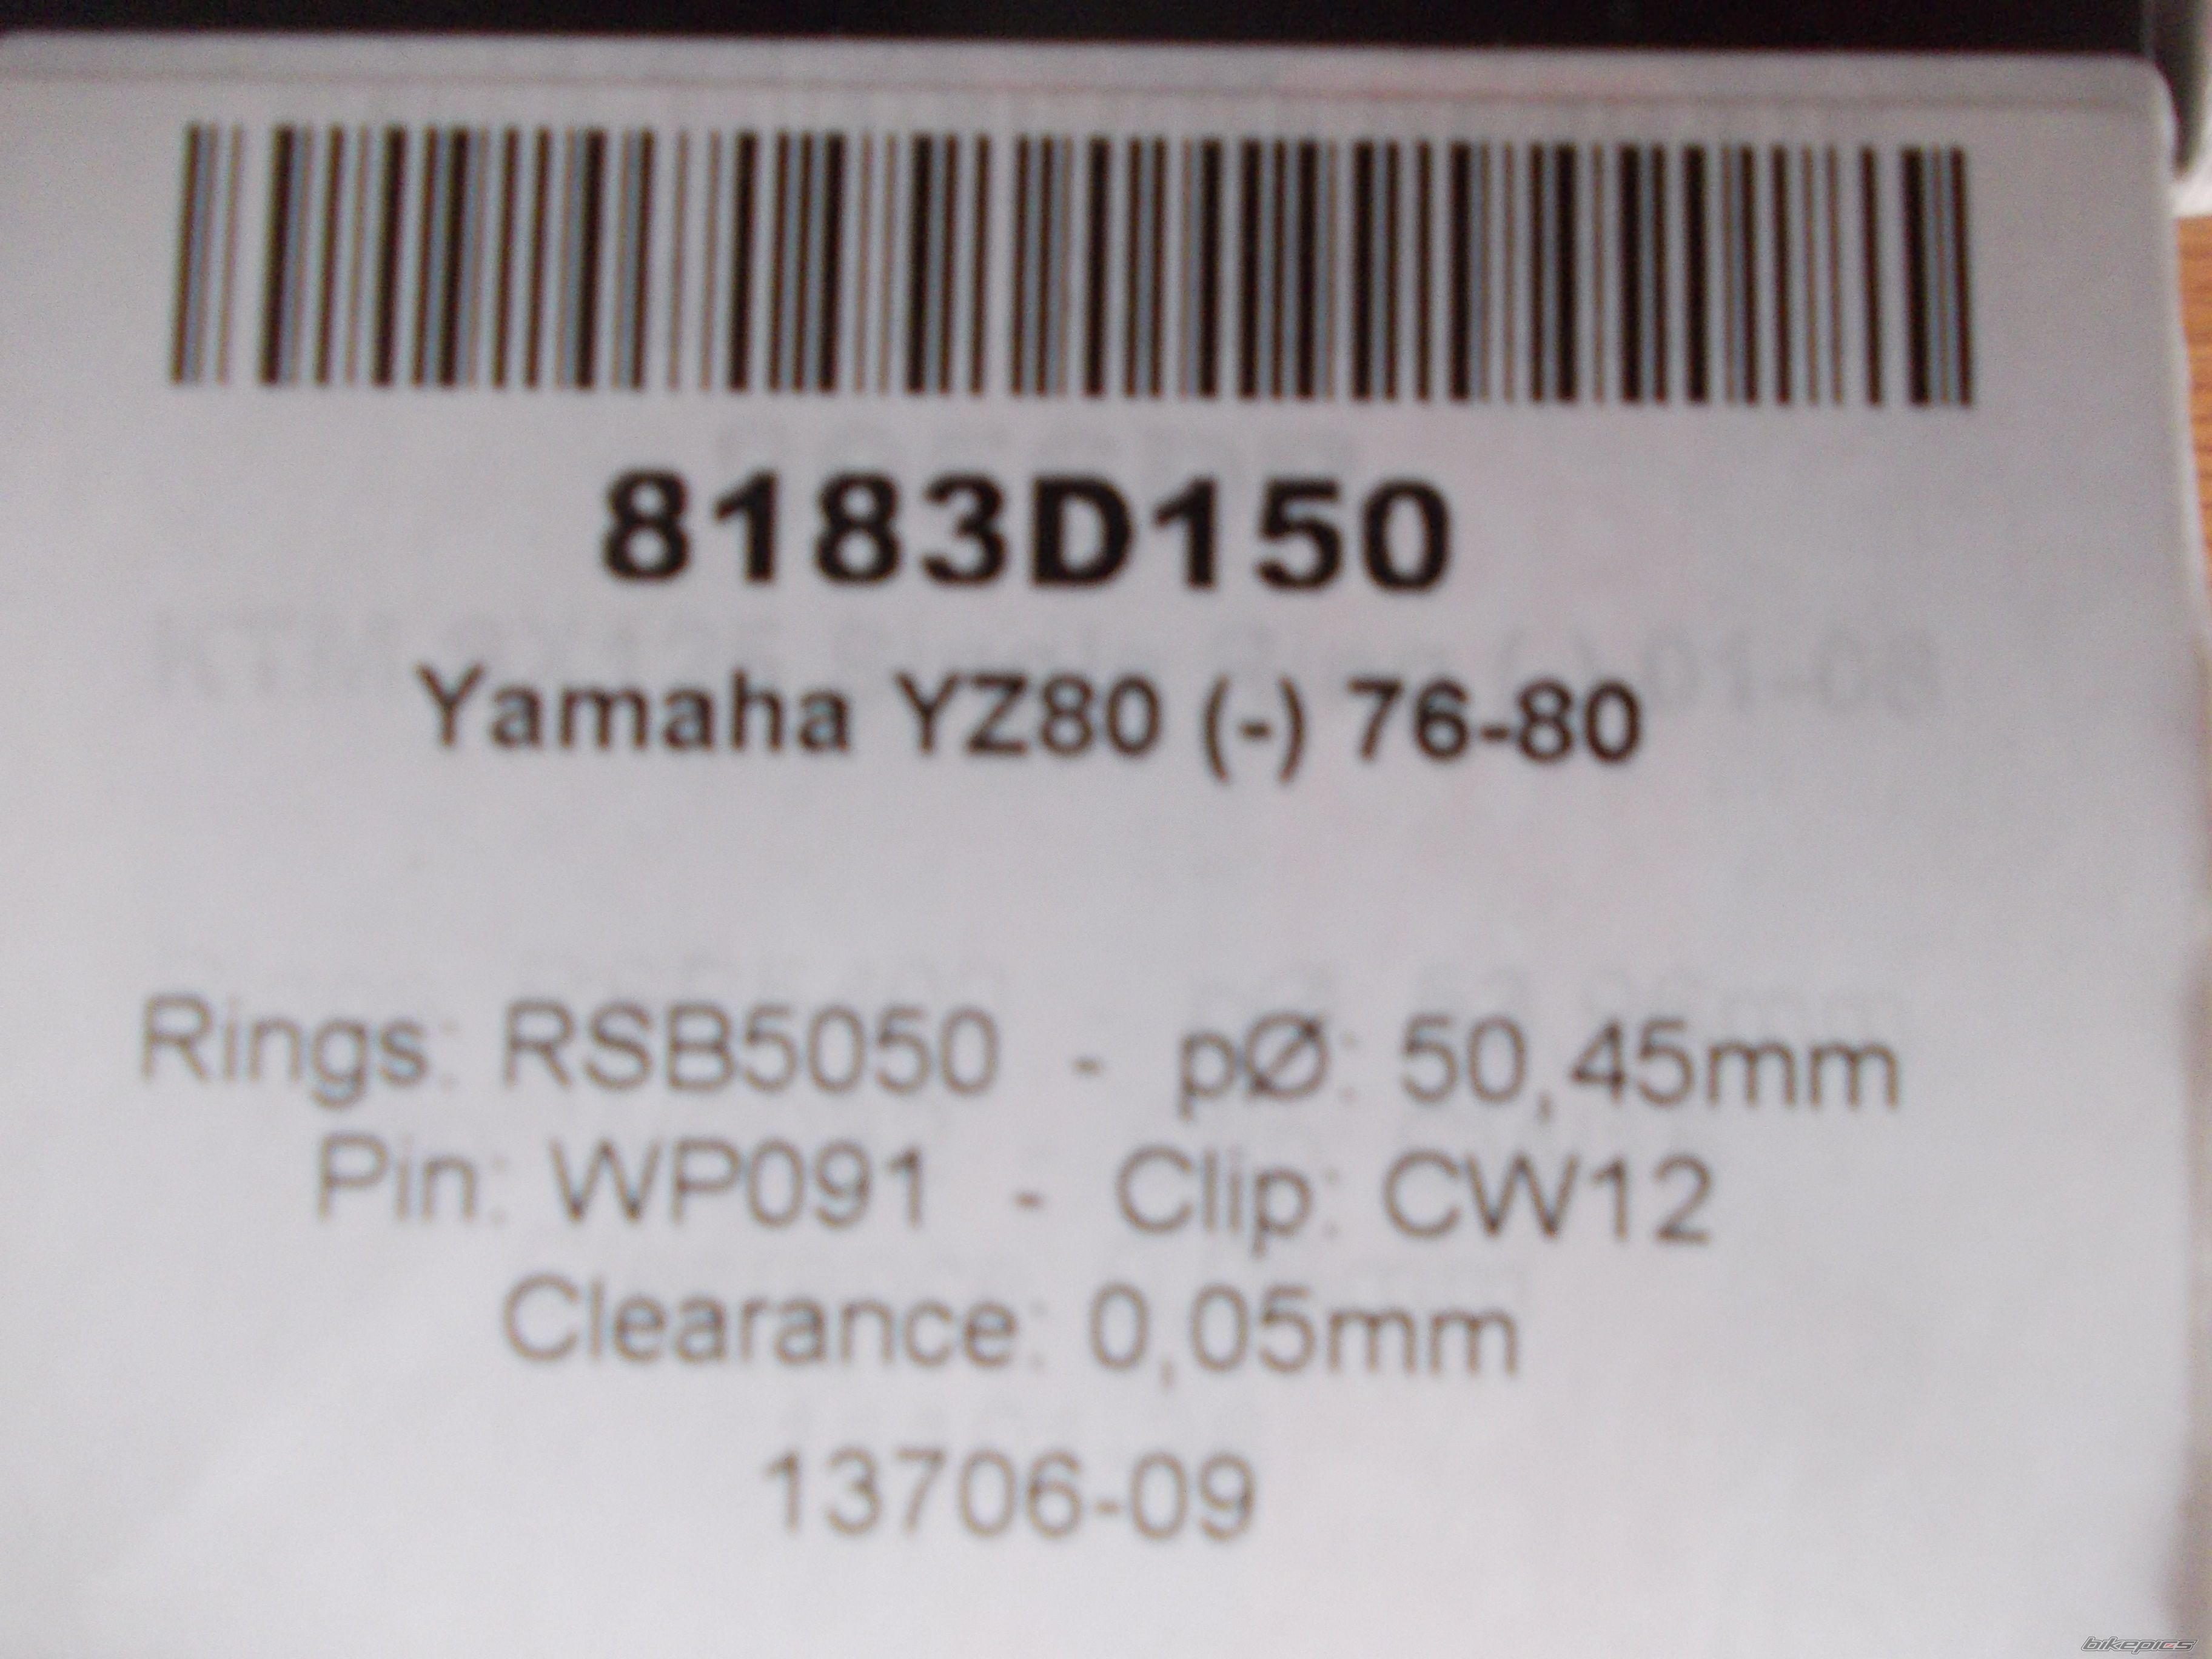 8183D150
Yamaha YZ80 (-) 76-80
Rings: RSB5050 - pØ: 50,45mm
Pin: WP091 - Clip: CW12
Clearance: 0,05mm
13706-09
bikepics